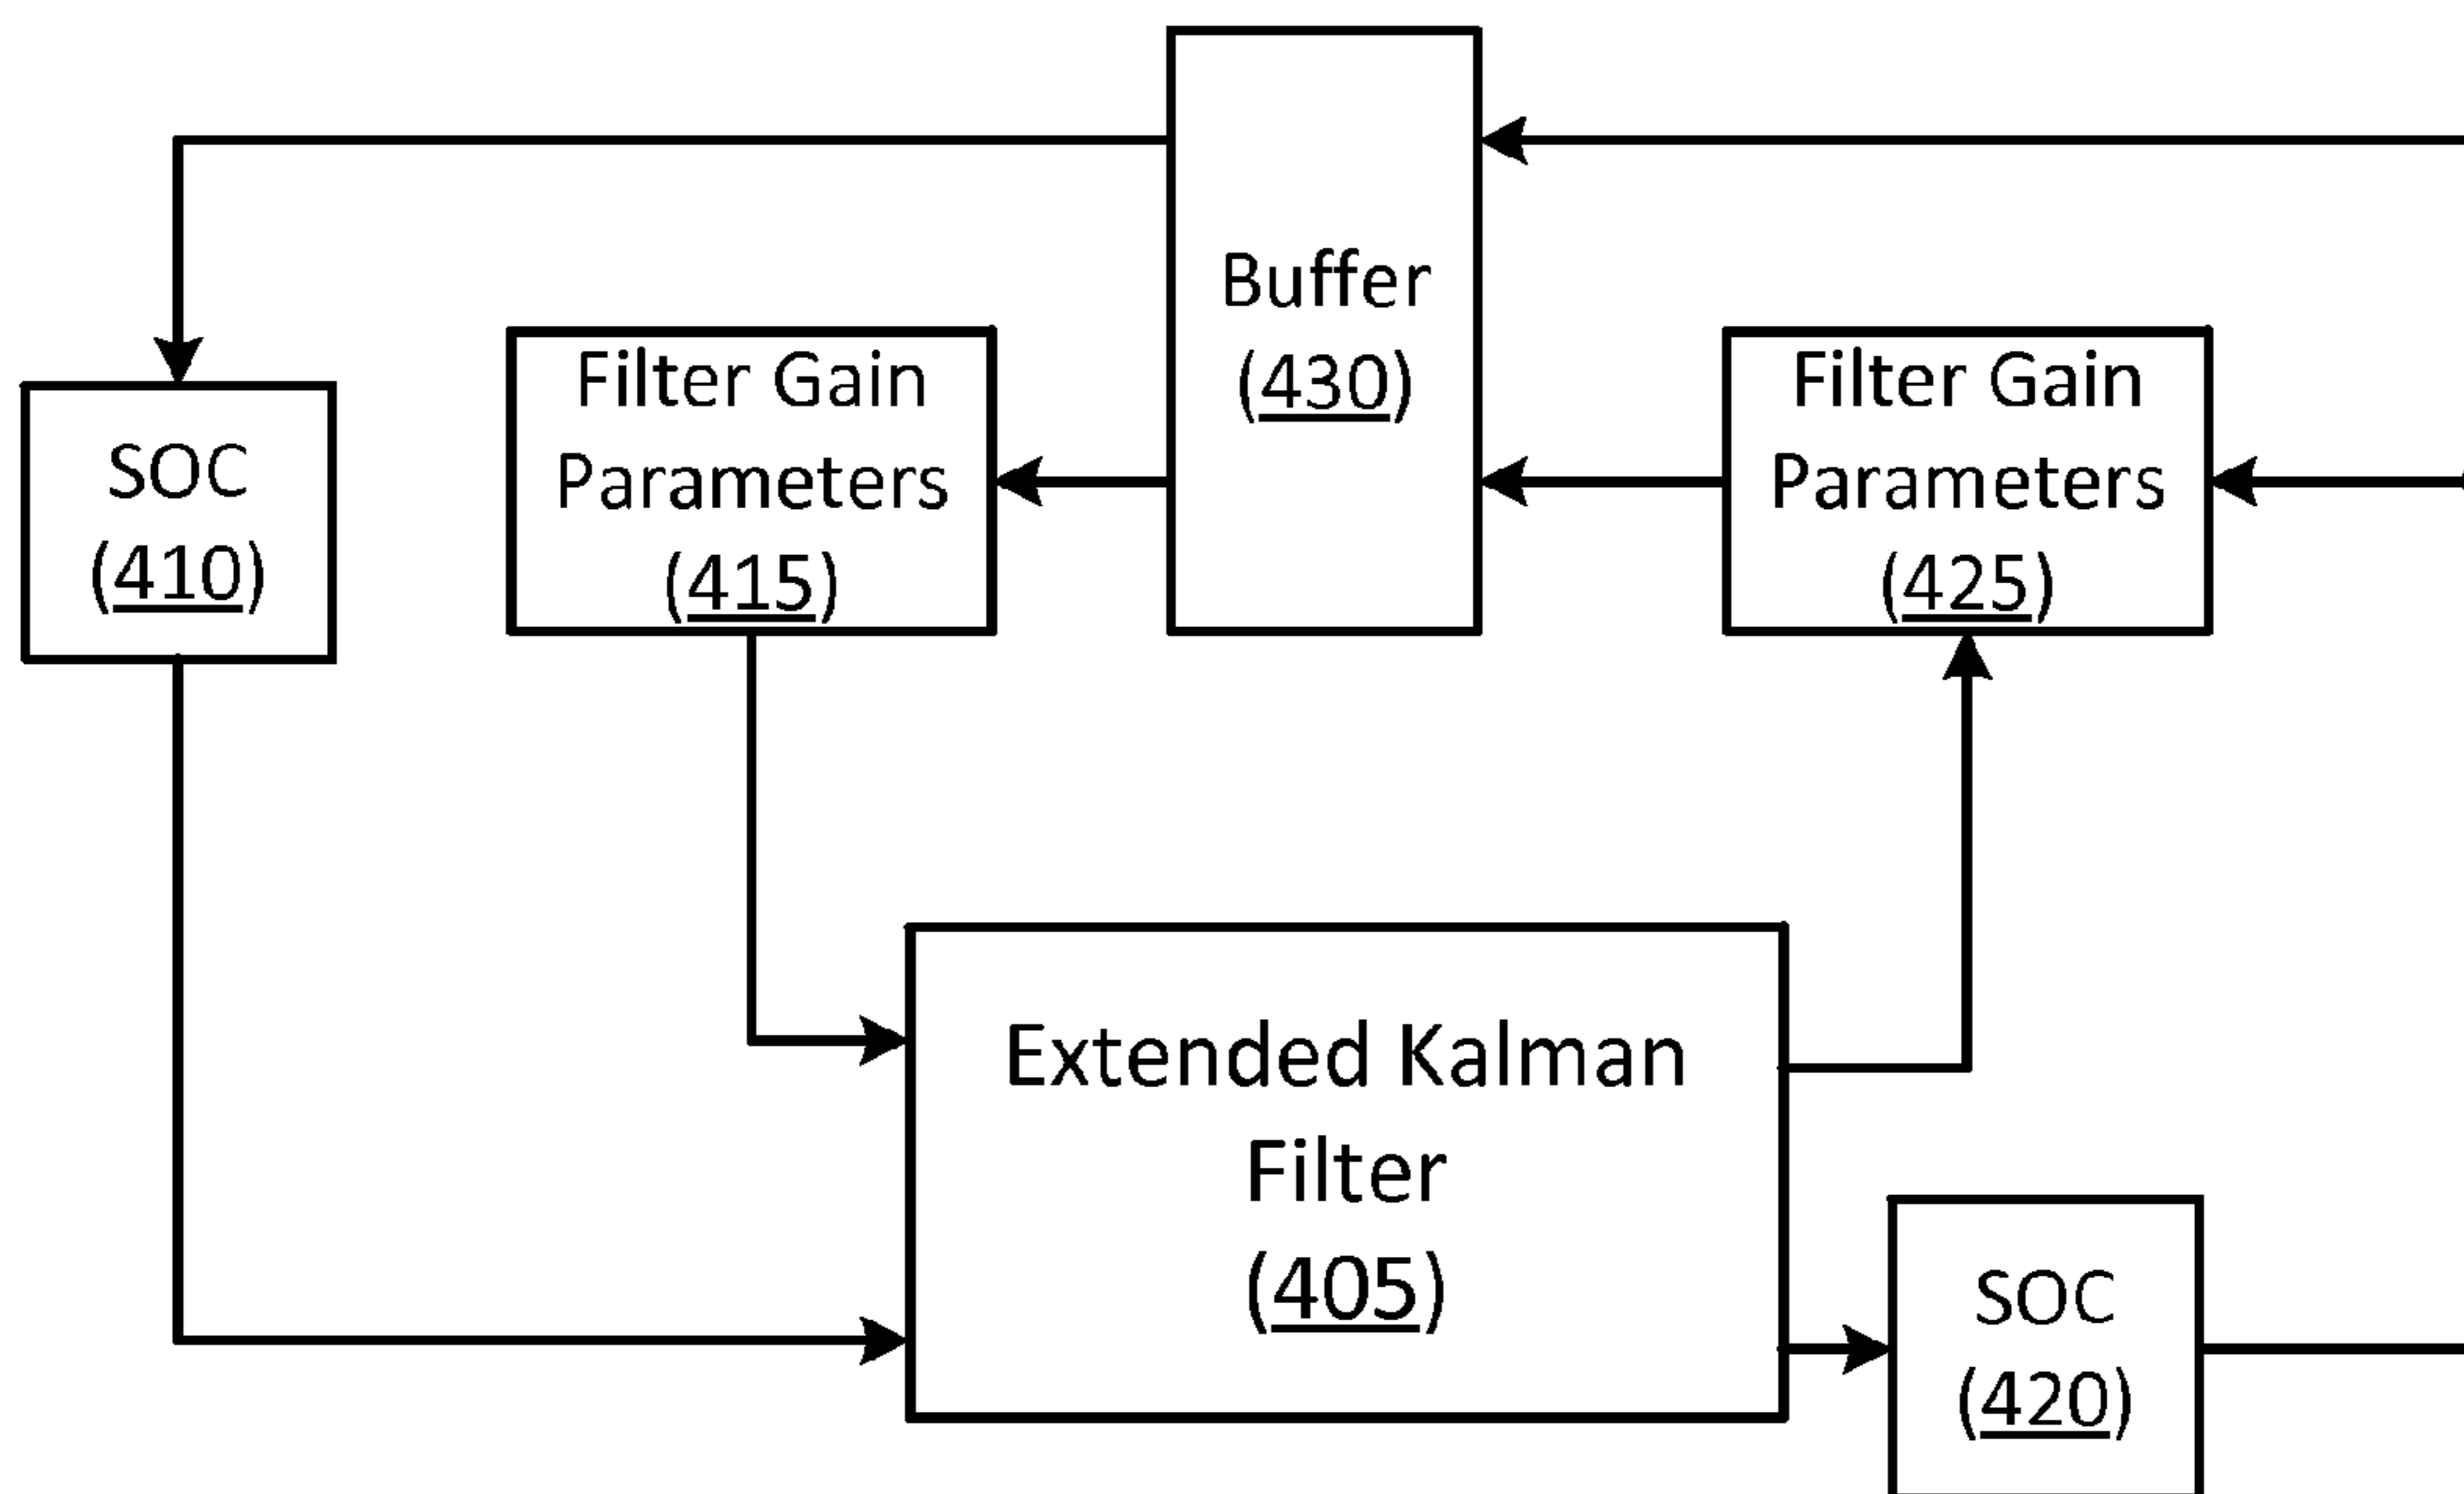 Buffer
(430)
Filter Gain
Parameters
(415)
Filter Gain
Parameters
(425)
SOC
(410)
Extended Kalman
Filter
(405)
SOC
(420)